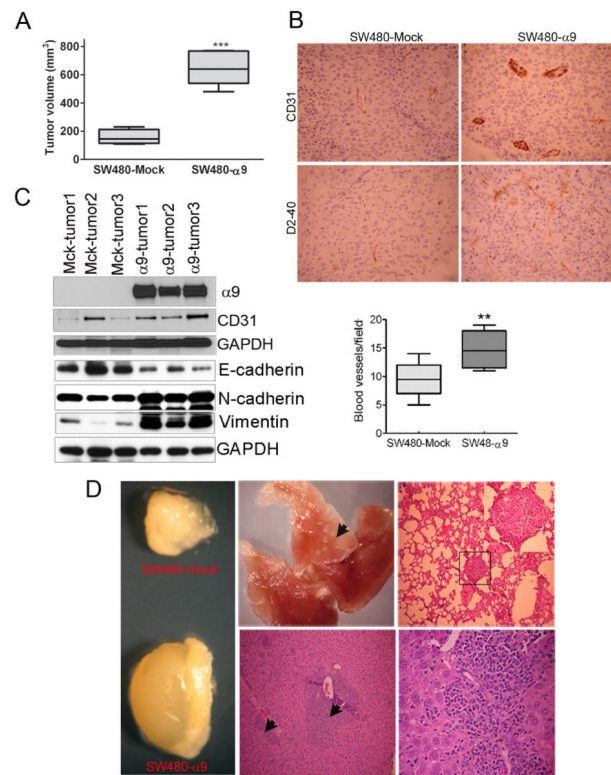 A
Tumor volume (mm³)
800
600
400
200
0
***
SW480-Mock
SW480-α9
B
SW480-Mock
SW480-α9
CD31
D2-40
C
Mck-tumor1
Mck-tumor2
Mck-tumor3
α9-tumor1
α9-tumor2
α9-tumor3
α9
CD31
GAPDH
E-cadherin
N-cadherin
Vimentin
GAPDH
Blood vessels/field
20
15
10
5
0
**
SW480-Mock
SW48-α9
D
SW480-mock
SW480-α9